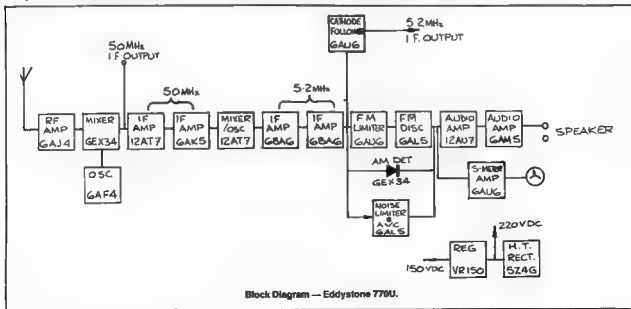 CATHODE
FOLLOW
6AU6
5·2MHz
I.F. OUTPUT
50MHz
I F OUTPUT
50MHz
5·2MHz
RF
AMP
6AJ4
MIXER
GEX34
IF
AMP
12AT7
IF
AMP
6AK5
MIXER
/OSC
12AT7
IF
AMP
6BA6
IF
AMP
6BA6
FM
LIMITER
6AU6
FM
DISC
6AL5
AUDIO
AMP
12AU7
AUDIO
AMP
6AM5
SPEAKER
OSC
6AF4
AM DET
GEX34
S-METER
AMP
6AU6
NOISE
LIMITER
AVC
6AL5
220VDC
150VDC
REG
VR150
H.T.
RECT.
5Z4G
Block Diagram — Eddystone 770U.